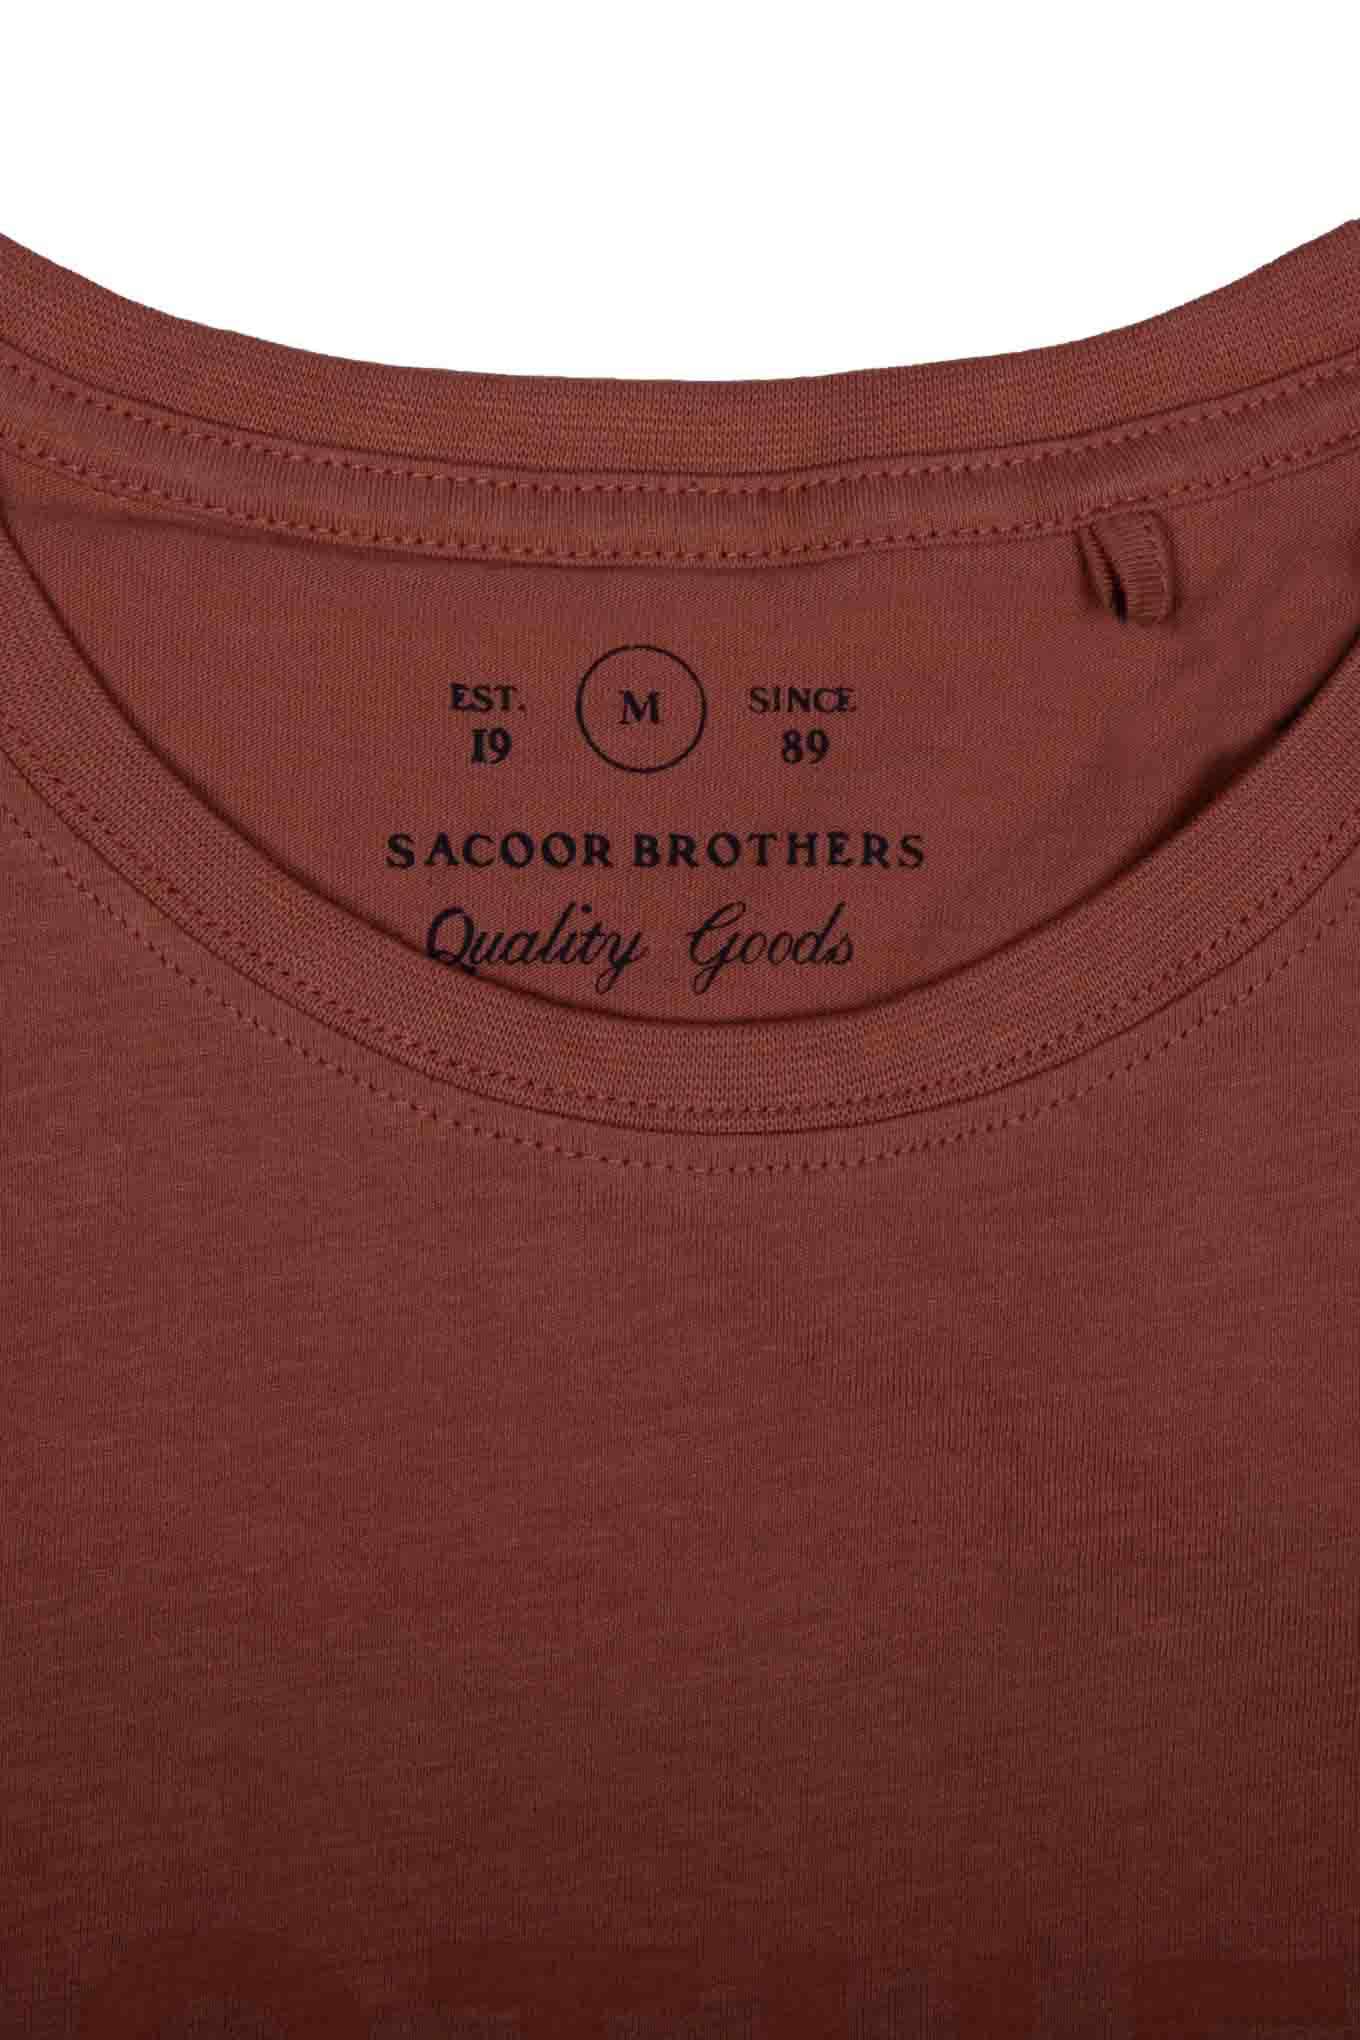 EST. M SINCE
19 89
SACOOR BROTHERS
Quality Goods